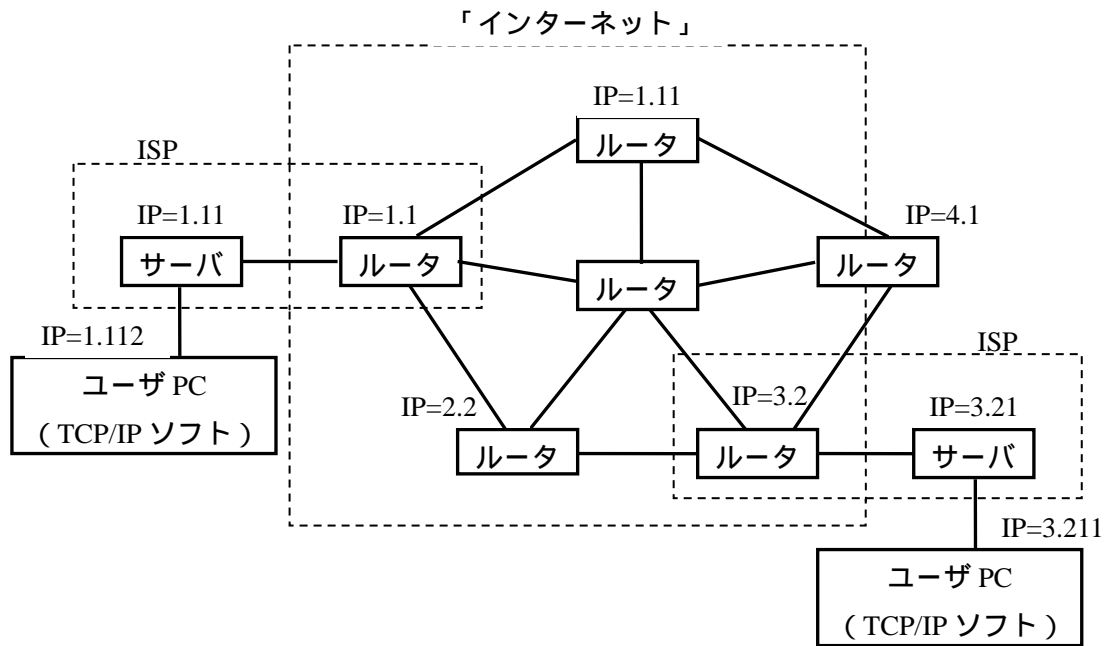 「インターネット」
IP=1.11
ルータ
ISP
IP=1.11
IP=1.1
IP=4.1
サーバ
ルータ
ルータ
ルータ
IP=1.112
ISP
ユーザ PC
（TCP/IP ソフト）
IP=2.2
IP=3.2
IP=3.21
ルータ
ルータ
サーバ
IP=3.211
ユーザ PC
（TCP/IP ソフト）